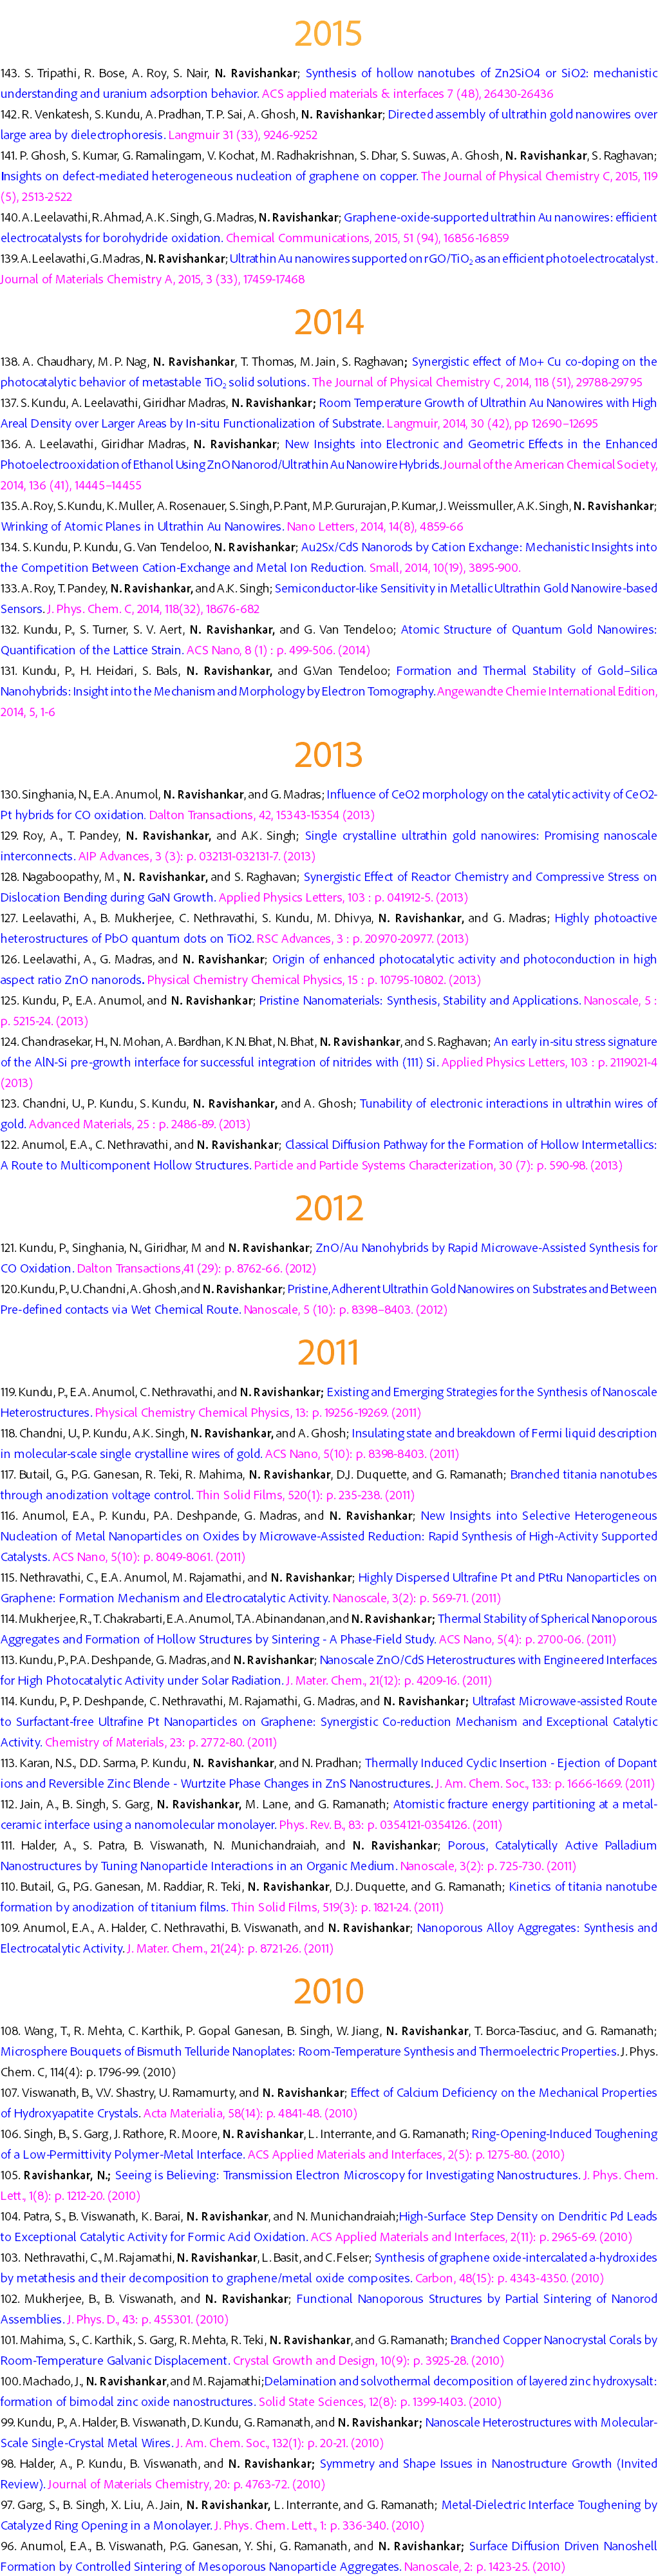 2015
143. S. Tripathi, R. Bose, A. Roy, S. Nair, N. Ravishankar; Synthesis of hollow nanotubes of Zn2SiO4 or SiO2: mechanistic
understanding and uranium adsorption behavior. ACS applied materials & interfaces 7 (48), 26430-26436
142. R. Venkatesh, S. Kundu, A. Pradhan, T. P. Sai, A. Ghosh, N. Ravishankar; Directed assembly of ultrathin gold nanowires over
large area by dielectrophoresis. Langmuir 31 (33), 9246-9252
141. P. Ghosh, S. Kumar, G. Ramalingam, V. Kochat, M. Radhakrishnan, S. Dhar, S. Suwas, A. Ghosh, N. Ravishankar, S. Raghavan;
Insights on defect-mediated heterogeneous nucleation of graphene on copper. The Journal of Physical Chemistry C, 2015, 119
(5), 2513-2522
140. A. Leelavathi, R. Ahmad, A. K. Singh, G. Madras, N. Ravishankar; Graphene-oxide-supported ultrathin Au nanowires: efficient
electrocatalysts for borohydride oxidation. Chemical Communications, 2015, 51 (94), 16856-16859
139. A. Leelavathi, G. Madras, N. Ravishankar; Ultrathin Au nanowires supported on rGO/TiO2 as an efficient photoelectrocatalyst.
Journal of Materials Chemistry A, 2015, 3 (33), 17459-17468
2014
138. A. Chaudhary, M. P. Nag, N. Ravishankar, T. Thomas, M. Jain, S. Raghavan; Synergistic effect of Mo+ Cu co-doping on the
photocatalytic behavior of metastable TiO2 solid solutions. The Journal of Physical Chemistry C, 2014, 118 (51), 29788-29795
137. S. Kundu, A. Leelavathi, Giridhar Madras, N. Ravishankar; Room Temperature Growth of Ultrathin Au Nanowires with High
Areal Density over Larger Areas by In-situ Functionalization of Substrate. Langmuir, 2014, 30 (42), pp 12690–12695
136. A. Leelavathi, Giridhar Madras, N. Ravishankar; New Insights into Electronic and Geometric Effects in the Enhanced
Photoelectrooxidation of Ethanol Using ZnO Nanorod/Ultrathin Au Nanowire Hybrids. Journal of the American Chemical Society,
2014, 136 (41), 14445–14455
135. A. Roy, S. Kundu, K. Muller, A. Rosenauer, S. Singh, P. Pant, M.P. Gururajan, P. Kumar, J. Weissmuller, A.K. Singh, N. Ravishankar;
Wrinking of Atomic Planes in Ultrathin Au Nanowires. Nano Letters, 2014, 14(8), 4859-66
134. S. Kundu, P. Kundu, G. Van Tendeloo, N. Ravishankar; Au2Sx/CdS Nanorods by Cation Exchange: Mechanistic Insights into
the Competition Between Cation-Exchange and Metal Ion Reduction. Small, 2014, 10(19), 3895-900.
133. A. Roy, T. Pandey, N. Ravishankar, and A.K. Singh; Semiconductor-like Sensitivity in Metallic Ultrathin Gold Nanowire-based
Sensors. J. Phys. Chem. C, 2014, 118(32), 18676-682
132. Kundu, P., S. Turner, S. V. Aert, N. Ravishankar, and G. Van Tendeloo; Atomic Structure of Quantum Gold Nanowires:
Quantification of the Lattice Strain. ACS Nano, 8 (1) : p. 499-506. (2014)
131. Kundu, P., H. Heidari, S. Bals, N. Ravishankar, and G.Van Tendeloo; Formation and Thermal Stability of Gold–Silica
Nanohybrids: Insight into the Mechanism and Morphology by Electron Tomography. Angewandte Chemie International Edition,
2014, 5, 1-6
2013
130. Singhania, N., E.A. Anumol, N. Ravishankar, and G. Madras; Influence of CeO2 morphology on the catalytic activity of CeO2-
Pt hybrids for CO oxidation. Dalton Transactions, 42, 15343-15354 (2013)
129. Roy, A., T. Pandey, N. Ravishankar, and A.K. Singh; Single crystalline ultrathin gold nanowires: Promising nanoscale
interconnects. AIP Advances, 3 (3): p. 032131-032131-7. (2013)
128. Nagaboopathy, M., N. Ravishankar, and S. Raghavan; Synergistic Effect of Reactor Chemistry and Compressive Stress on
Dislocation Bending during GaN Growth. Applied Physics Letters, 103 : p. 041912-5. (2013)
127. Leelavathi, A., B. Mukherjee, C. Nethravathi, S. Kundu, M. Dhivya, N. Ravishankar, and G. Madras; Highly photoactive
heterostructures of PbO quantum dots on TiO2. RSC Advances, 3 : p. 20970-20977. (2013)
126. Leelavathi, A., G. Madras, and N. Ravishankar; Origin of enhanced photocatalytic activity and photoconduction in high
aspect ratio ZnO nanorods. Physical Chemistry Chemical Physics, 15 : p. 10795-10802. (2013)
125. Kundu, P., E.A. Anumol, and N. Ravishankar; Pristine Nanomaterials: Synthesis, Stability and Applications. Nanoscale, 5 :
p. 5215-24. (2013)
124. Chandrasekar, H., N. Mohan, A. Bardhan, K.N. Bhat, N. Bhat, N. Ravishankar, and S. Raghavan; An early in-situ stress signature
of the AlN-Si pre-growth interface for successful integration of nitrides with (111) Si. Applied Physics Letters, 103 : p. 2119021-4
(2013)
123. Chandni, U., P. Kundu, S. Kundu, N. Ravishankar, and A. Ghosh; Tunability of electronic interactions in ultrathin wires of
gold. Advanced Materials, 25 : p. 2486-89. (2013)
122. Anumol, E.A., C. Nethravathi, and N. Ravishankar; Classical Diffusion Pathway for the Formation of Hollow Intermetallics:
A Route to Multicomponent Hollow Structures. Particle and Particle Systems Characterization, 30 (7): p. 590-98. (2013)
2012
121. Kundu, P., Singhania, N., Giridhar, M and N. Ravishankar; ZnO/Au Nanohybrids by Rapid Microwave-Assisted Synthesis for
CO Oxidation. Dalton Transactions,41 (29): p. 8762-66. (2012)
120.Kundu, P., U. Chandni, A. Ghosh, and N. Ravishankar; Pristine, Adherent Ultrathin Gold Nanowires on Substrates and Between
Pre-defined contacts via Wet Chemical Route. Nanoscale, 5 (10): p. 8398–8403. (2012)
2011
119. Kundu, P., E.A. Anumol, C. Nethravathi, and N. Ravishankar; Existing and Emerging Strategies for the Synthesis of Nanoscale
Heterostructures. Physical Chemistry Chemical Physics, 13: p. 19256-19269. (2011)
118. Chandni, U., P. Kundu, A.K. Singh, N. Ravishankar, and A. Ghosh; Insulating state and breakdown of Fermi liquid description
in molecular-scale single crystalline wires of gold. ACS Nano, 5(10): p. 8398-8403. (2011)
117. Butail, G., P.G. Ganesan, R. Teki, R. Mahima, N. Ravishankar, D.J. Duquette, and G. Ramanath; Branched titania nanotubes
through anodization voltage control. Thin Solid Films, 520(1): p. 235-238. (2011)
116. Anumol, E.A., P. Kundu, P.A. Deshpande, G. Madras, and N. Ravishankar; New Insights into Selective Heterogeneous
Nucleation of Metal Nanoparticles on Oxides by Microwave-Assisted Reduction: Rapid Synthesis of High-Activity Supported
Catalysts. ACS Nano, 5(10): p. 8049-8061. (2011)
115. Nethravathi, C., E.A. Anumol, M. Rajamathi, and N. Ravishankar; Highly Dispersed Ultrafine Pt and PtRu Nanoparticles on
Graphene: Formation Mechanism and Electrocatalytic Activity. Nanoscale, 3(2): p. 569-71. (2011)
114. Mukherjee, R., T. Chakrabarti, E.A. Anumol, T.A. Abinandanan, and N. Ravishankar; Thermal Stability of Spherical Nanoporous
Aggregates and Formation of Hollow Structures by Sintering - A Phase-Field Study. ACS Nano, 5(4): p. 2700-06. (2011)
113. Kundu, P., P.A. Deshpande, G. Madras, and N. Ravishankar; Nanoscale ZnO/CdS Heterostructures with Engineered Interfaces
for High Photocatalytic Activity under Solar Radiation. J. Mater. Chem., 21(12): p. 4209-16. (2011)
114. Kundu, P., P. Deshpande, C. Nethravathi, M. Rajamathi, G. Madras, and N. Ravishankar; Ultrafast Microwave-assisted Route
to Surfactant-free Ultrafine Pt Nanoparticles on Graphene: Synergistic Co-reduction Mechanism and Exceptional Catalytic
Activity. Chemistry of Materials, 23: p. 2772-80. (2011)
113. Karan, N.S., D.D. Sarma, P. Kundu, N. Ravishankar, and N. Pradhan; Thermally Induced Cyclic Insertion - Ejection of Dopant
ions and Reversible Zinc Blende - Wurtzite Phase Changes in ZnS Nanostructures. J. Am. Chem. Soc., 133: p. 1666-1669. (2011)
112. Jain, A., B. Singh, S. Garg, N. Ravishankar, M. Lane, and G. Ramanath; Atomistic fracture energy partitioning at a metal-
ceramic interface using a nanomolecular monolayer. Phys. Rev. B., 83: p. 0354121-0354126. (2011)
111. Halder, A., S. Patra, B. Viswanath, N. Munichandraiah, and N. Ravishankar; Porous, Catalytically Active Palladium
Nanostructures by Tuning Nanoparticle Interactions in an Organic Medium. Nanoscale, 3(2): p. 725-730. (2011)
110. Butail, G., P.G. Ganesan, M. Raddiar, R. Teki, N. Ravishankar, D.J. Duquette, and G. Ramanath; Kinetics of titania nanotube
formation by anodization of titanium films. Thin Solid Films, 519(3): p. 1821-24. (2011)
109. Anumol, E.A., A. Halder, C. Nethravathi, B. Viswanath, and N. Ravishankar; Nanoporous Alloy Aggregates: Synthesis and
Electrocatalytic Activity. J. Mater. Chem., 21(24): p. 8721-26. (2011)
2010
108. Wang, T., R. Mehta, C. Karthik, P. Gopal Ganesan, B. Singh, W. Jiang, N. Ravishankar, T. Borca-Tasciuc, and G. Ramanath;
Microsphere Bouquets of Bismuth Telluride Nanoplates: Room-Temperature Synthesis and Thermoelectric Properties. J. Phys.
Chem. C, 114(4): p. 1796-99. (2010)
107. Viswanath, B., V.V. Shastry, U. Ramamurty, and N. Ravishankar; Effect of Calcium Deficiency on the Mechanical Properties
of Hydroxyapatite Crystals. Acta Materialia, 58(14): p. 4841-48. (2010)
106. Singh, B., S. Garg, J. Rathore, R. Moore, N. Ravishankar, L. Interrante, and G. Ramanath; Ring-Opening-Induced Toughening
of a Low-Permittivity Polymer-Metal Interface. ACS Applied Materials and Interfaces, 2(5): p. 1275-80. (2010)
105. Ravishankar, N.; Seeing is Believing: Transmission Electron Microscopy for Investigating Nanostructures. J. Phys. Chem.
Lett., 1(8): p. 1212-20. (2010)
104. Patra, S., B. Viswanath, K. Barai, N. Ravishankar, and N. Munichandraiah;High-Surface Step Density on Dendritic Pd Leads
to Exceptional Catalytic Activity for Formic Acid Oxidation. ACS Applied Materials and Interfaces, 2(11): p. 2965-69. (2010)
103. Nethravathi, C., M. Rajamathi, N. Ravishankar, L. Basit, and C. Felser; Synthesis of graphene oxide-intercalated a-hydroxides
by metathesis and their decomposition to graphene/metal oxide composites. Carbon, 48(15): p. 4343-4350. (2010)
102. Mukherjee, B., B. Viswanath, and N. Ravishankar; Functional Nanoporous Structures by Partial Sintering of Nanorod
Assemblies. J. Phys. D., 43: p. 455301. (2010)
101. Mahima, S., C. Karthik, S. Garg, R. Mehta, R. Teki, N. Ravishankar, and G. Ramanath; Branched Copper Nanocrystal Corals by
Room-Temperature Galvanic Displacement. Crystal Growth and Design, 10(9): p. 3925-28. (2010)
100. Machado, J., N. Ravishankar, and M. Rajamathi;Delamination and solvothermal decomposition of layered zinc hydroxysalt:
formation of bimodal zinc oxide nanostructures. Solid State Sciences, 12(8): p. 1399-1403. (2010)
99. Kundu, P., A. Halder, B. Viswanath, D. Kundu, G. Ramanath, and N. Ravishankar; Nanoscale Heterostructures with Molecular-
Scale Single-Crystal Metal Wires. J. Am. Chem. Soc., 132(1): p. 20-21. (2010)
98. Halder, A., P. Kundu, B. Viswanath, and N. Ravishankar; Symmetry and Shape Issues in Nanostructure Growth (Invited
Review). Journal of Materials Chemistry, 20: p. 4763-72. (2010)
97. Garg, S., B. Singh, X. Liu, A. Jain, N. Ravishankar, L. Interrante, and G. Ramanath; Metal-Dielectric Interface Toughening by
Catalyzed Ring Opening in a Monolayer. J. Phys. Chem. Lett., 1: p. 336-340. (2010)
96. Anumol, E.A., B. Viswanath, P.G. Ganesan, Y. Shi, G. Ramanath, and N. Ravishankar; Surface Diffusion Driven Nanoshell
Formation by Controlled Sintering of Mesoporous Nanoparticle Aggregates. Nanoscale, 2: p. 1423-25. (2010)